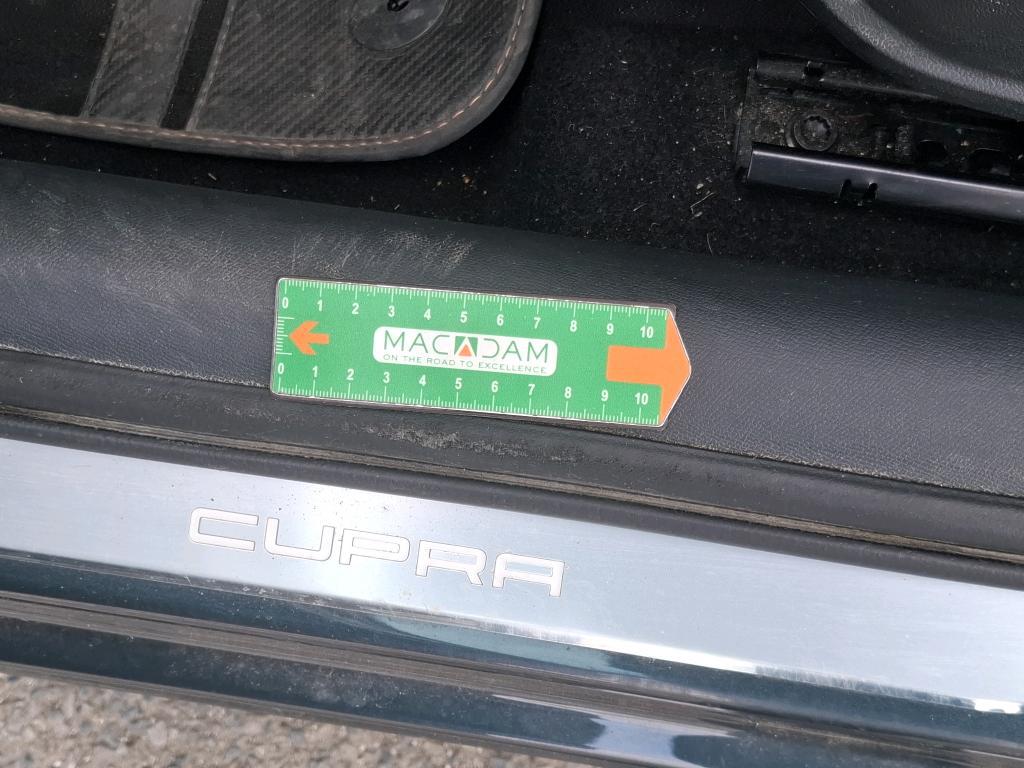 0 1 2 3 4 5 6 7 8 9 10
MACADAM
ON THE ROAD TO EXCELLENCE
0 1 2 3 4 5 6 7 8 9 10
CUPRA